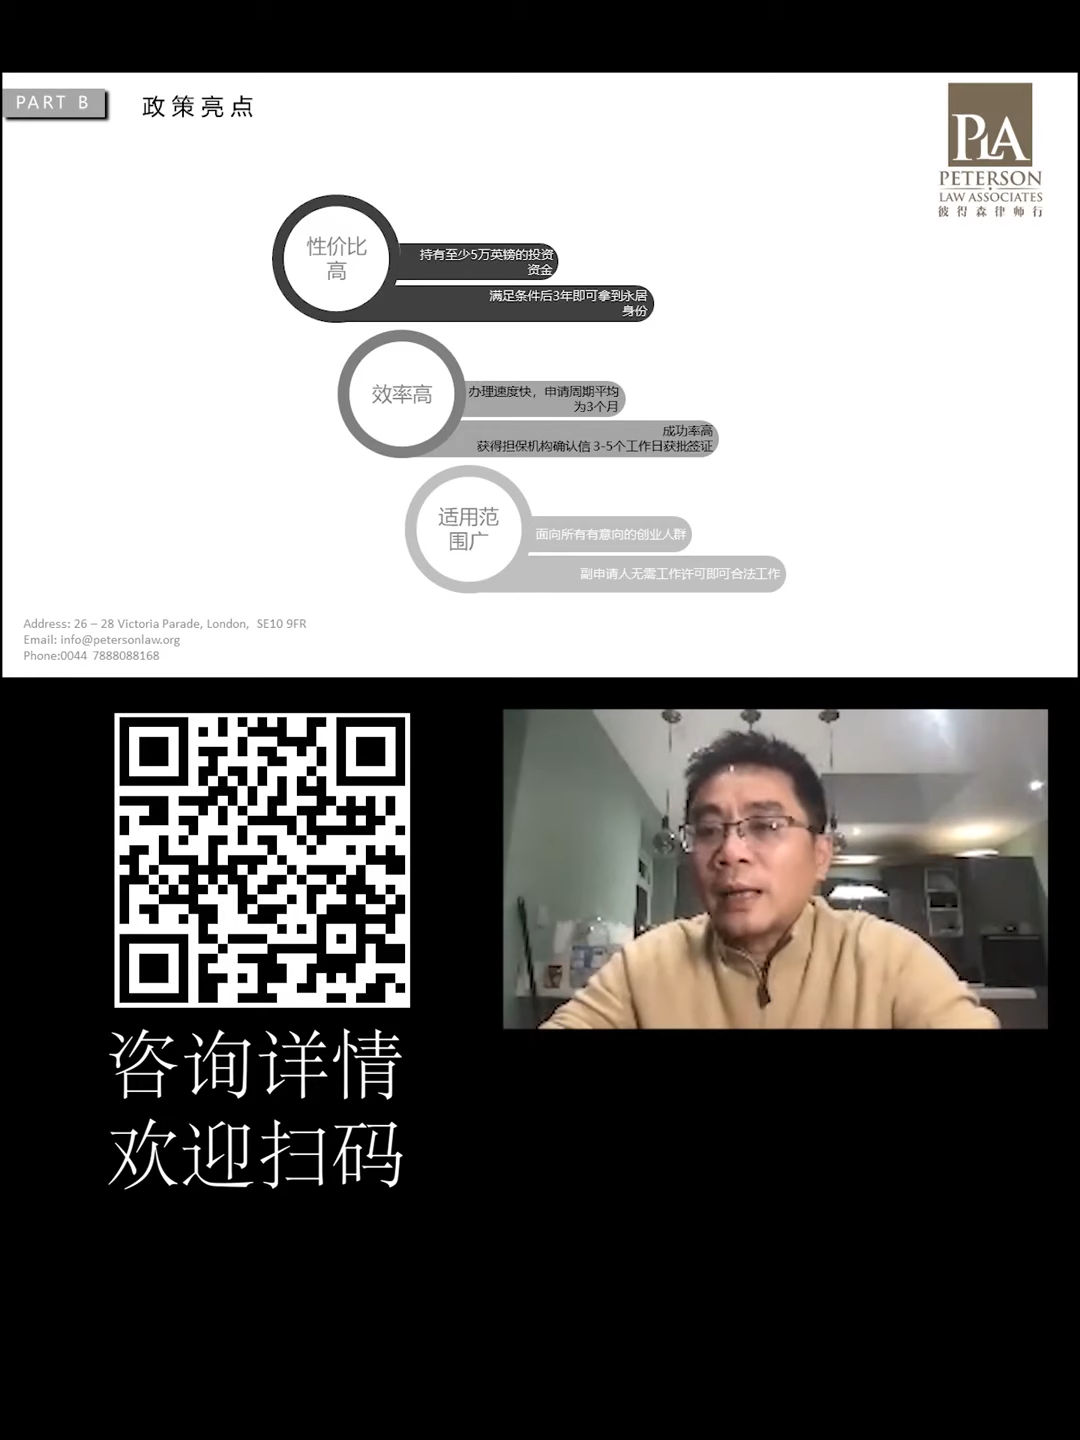 PART B
政策亮点
PLA
PETERSON
LAW ASSOCIATES
彼得森律师行
性价比
高
持有至少5万英镑的投资
资金
满足条件后3年即可拿到永居
身份
效率高
办理速度快，申请周期平均
为3个月
成功率高
获得担保机构确认信 3-5个工作日获批签证
适用范
围广
面向所有有意向的创业人群
副申请人无需工作许可即可合法工作
Address: 26 – 28 Victoria Parade, London, SE10 9FR
Email: info@petersonlaw.org
Phone:0044 7888088168
咨询详情
欢迎扫码